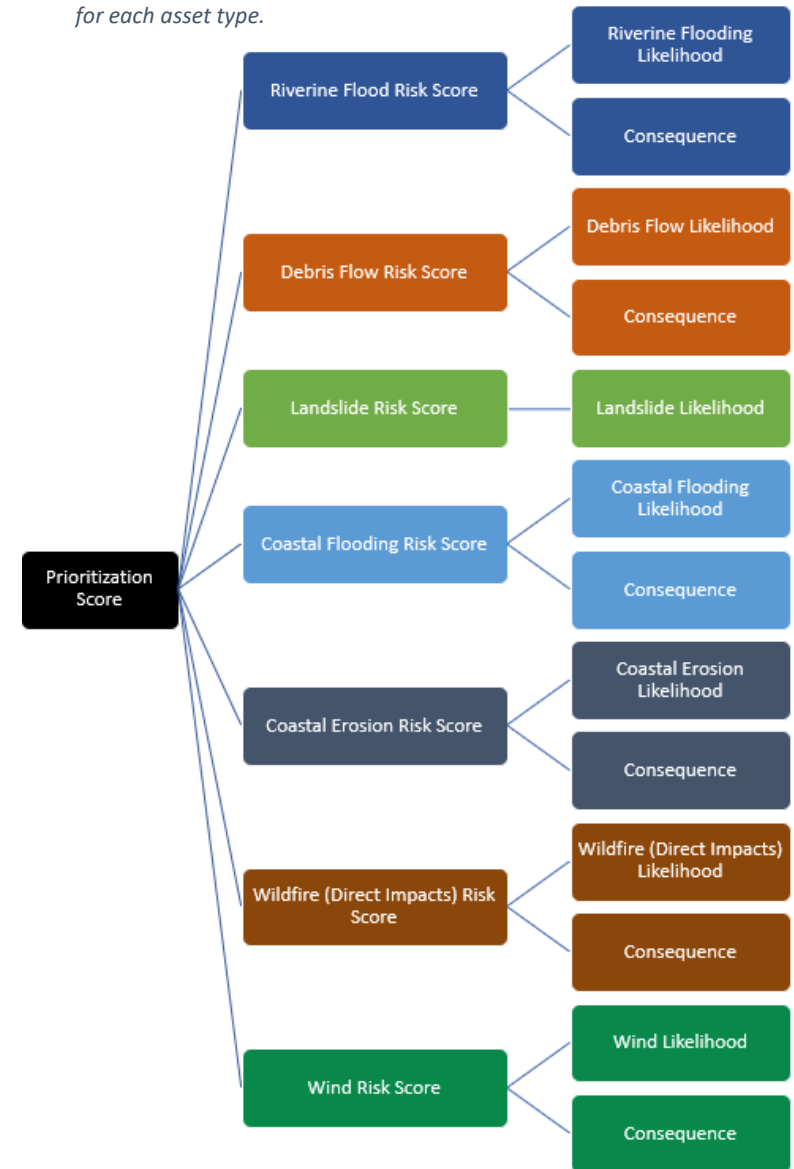 for each asset type.
Riverine Flooding
Likelihood
Riverine Flood Risk Score
Consequence
Debris Flow Likelihood
Debris Flow Risk Score
Consequence
Landslide Risk Score
Landslide Likelihood
Coastal Flooding
Likelihood
Coastal Flooding Risk Score
Consequence
Prioritization
Score
Coastal Erosion
Likelihood
Coastal Erosion Risk Score
Consequence
Wildfire (Direct Impacts)
Likelihood
Wildfire (Direct Impacts) Risk
Score
Consequence
Wind Likelihood
Wind Risk Score
Consequence